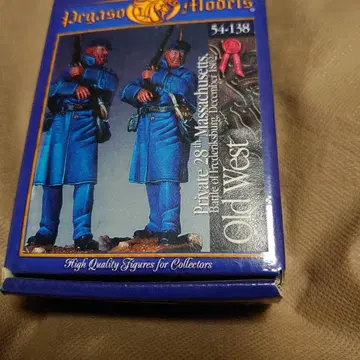 Pegaso Models
54-138
Private 28th Massachusetts
Battle of Fredericksburg, December 1862
Old West
High Quality Figures for Collectors